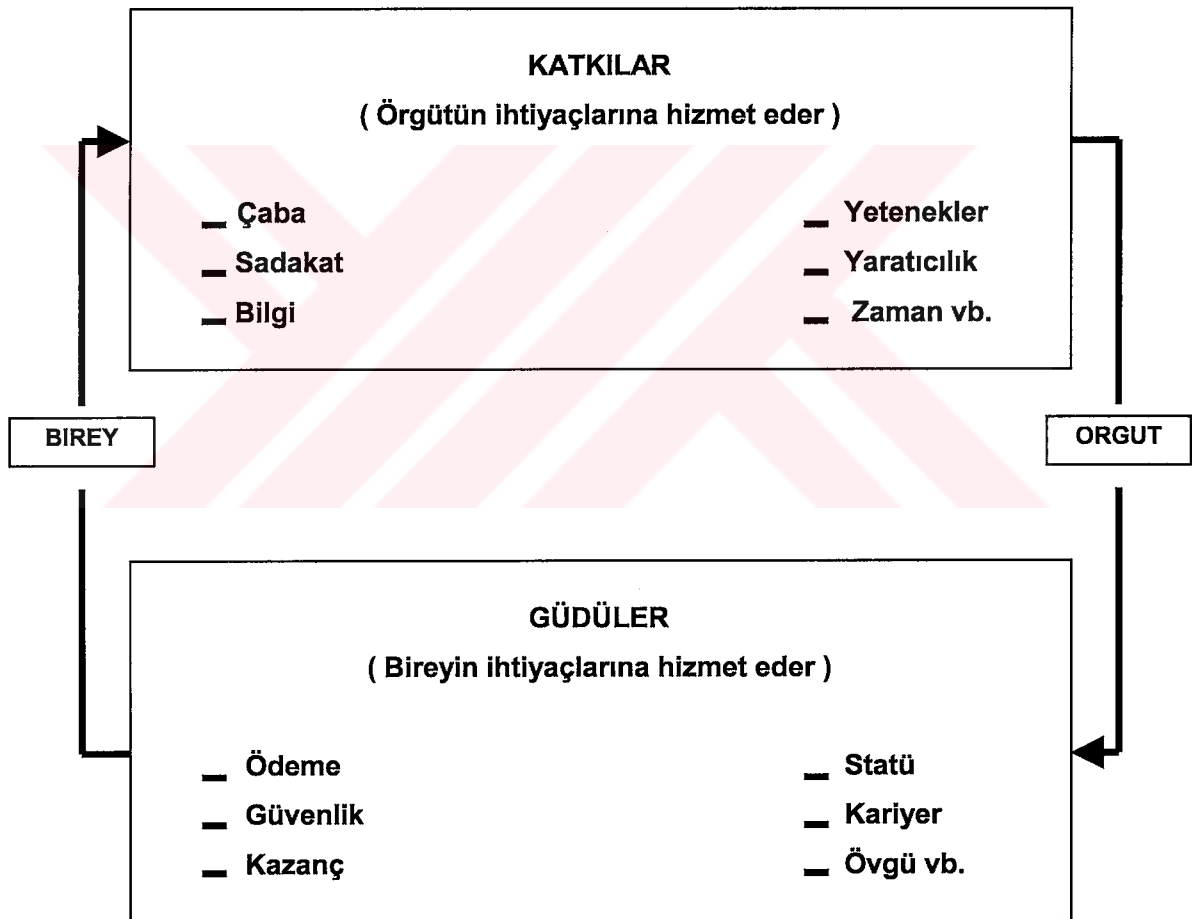 KATKILAR
( Örgütün ihtiyaçlarına hizmet eder )
– Çaba
– Sadakat
– Bilgi
– Yetenekler
– Yaratıcılık
– Zaman vb.
BIREY
ORGUT
GÜDÜLER
( Bireyin ihtiyaçlarına hizmet eder )
– Ödeme
– Güvenlik
– Kazanç
– Statü
– Kariyer
– Övgü vb.